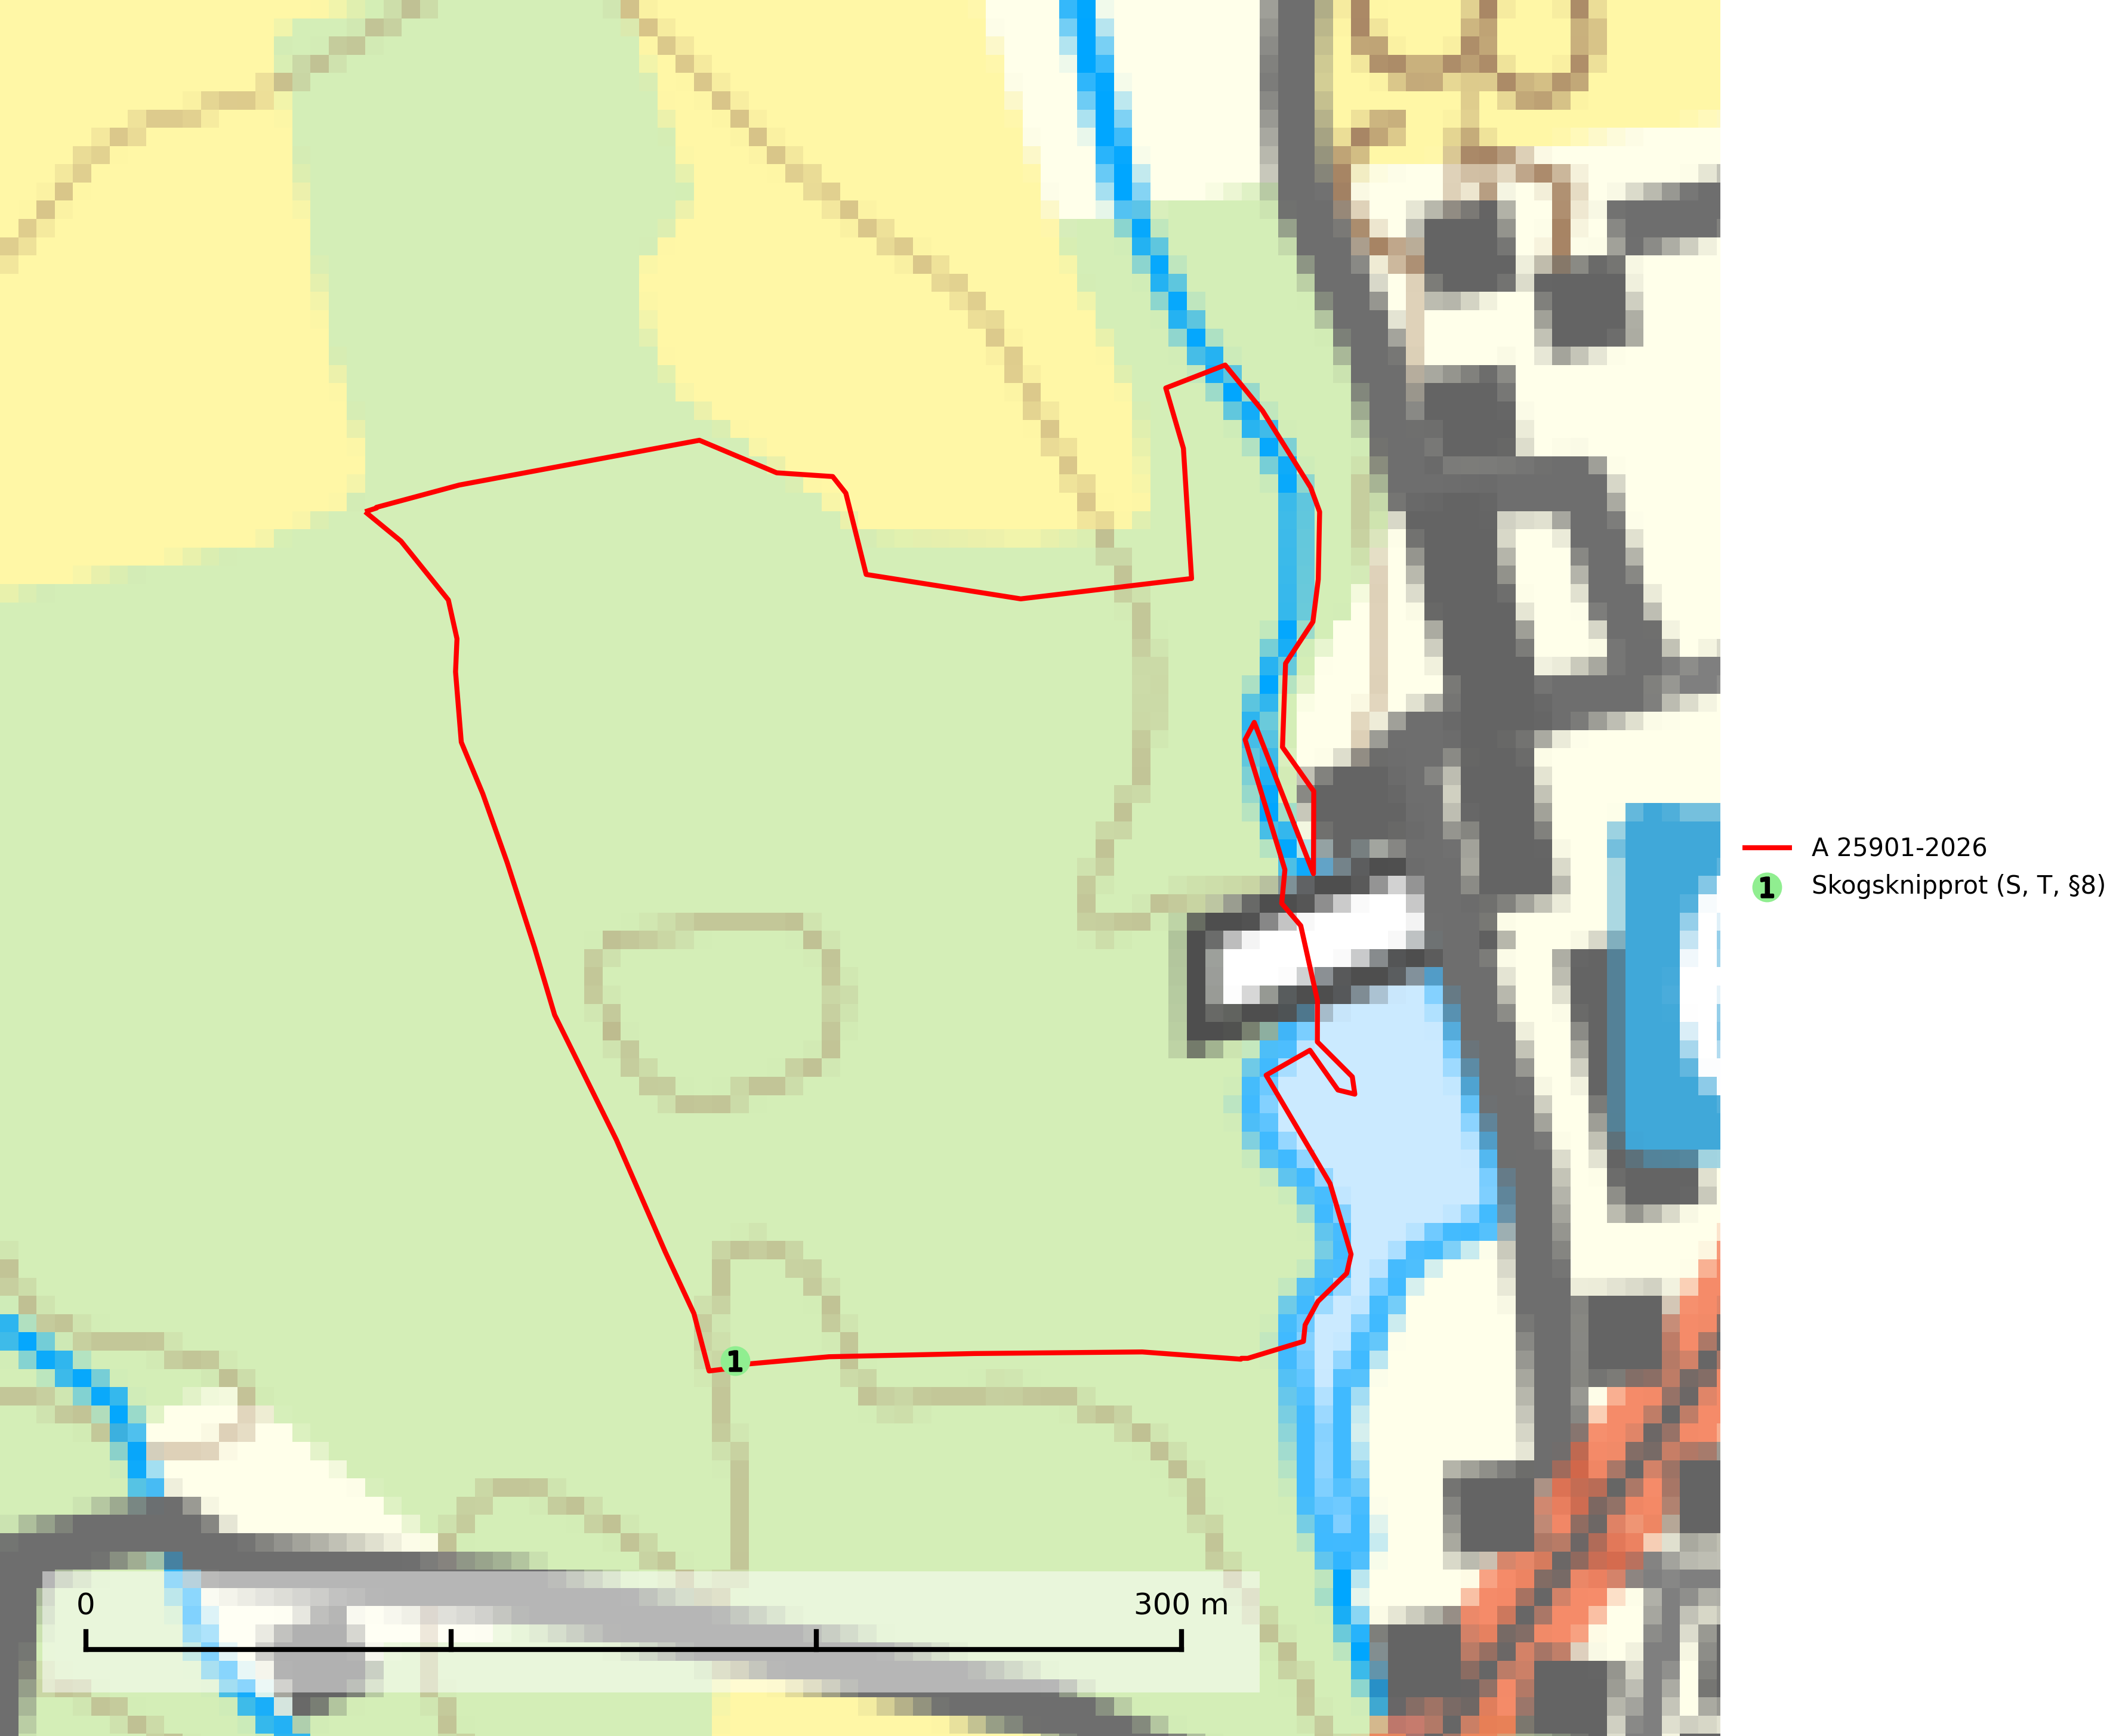 A 25901-2026
1 Skogsknipprot (S, T, §8)
1
0 300 m